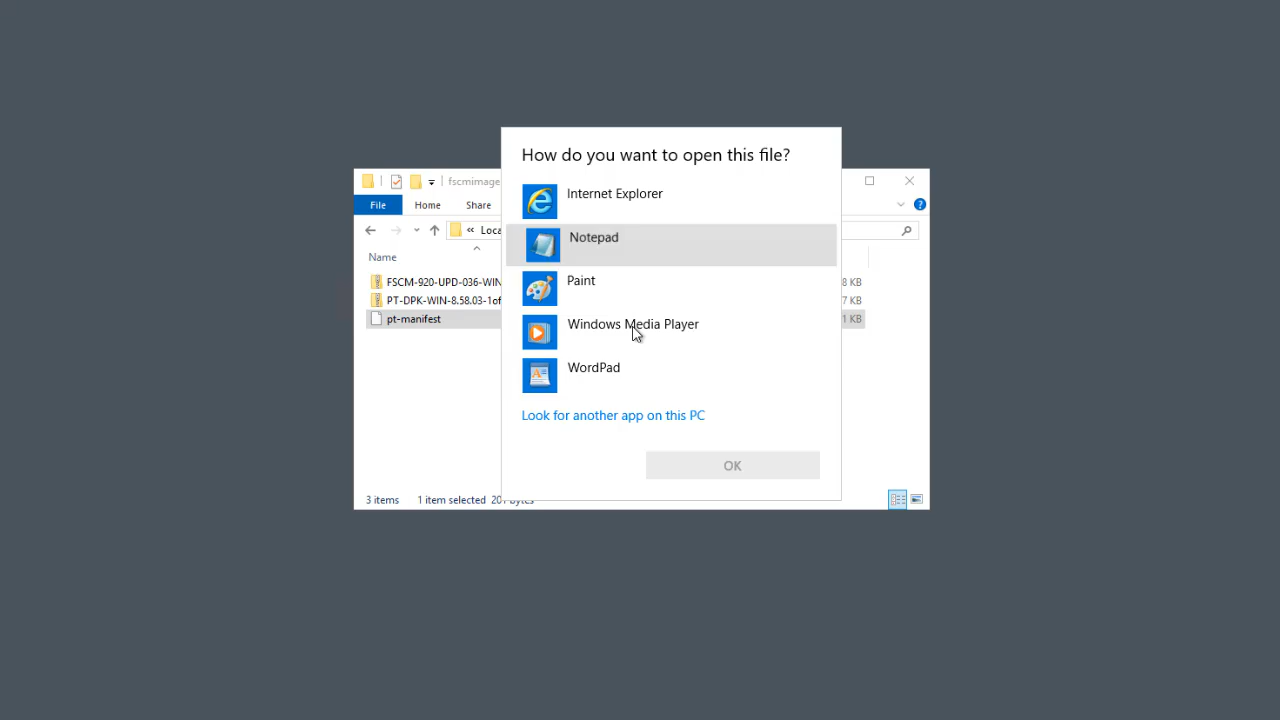 How do you want to open this file?
Internet Explorer
Notepad
Paint
Windows Media Player
WordPad
Look for another app on this PC
OK
fscmimage
File Home Share
« Loca
Name
FSCM-920-UPD-036-WIN 8 KB
PT-DPK-WIN-8.58.03-1of 7 KB
pt-manifest 1 KB
3 items 1 item selected 201 bytes